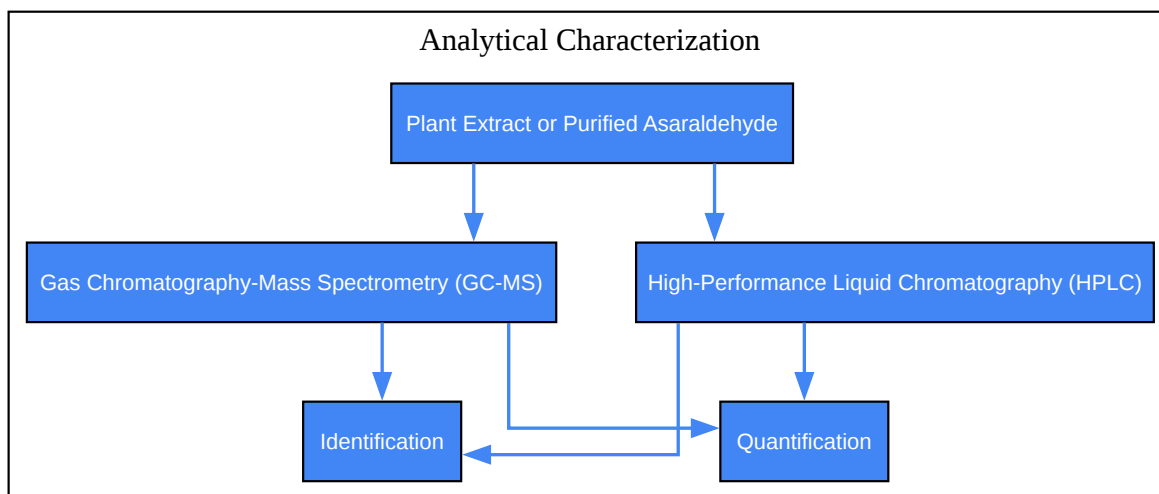 Analytical Characterization
Plant Extract or Purified Asaraldehyde
Gas Chromatography-Mass Spectrometry (GC-MS)
High-Performance Liquid Chromatography (HPLC)
Identification
Quantification